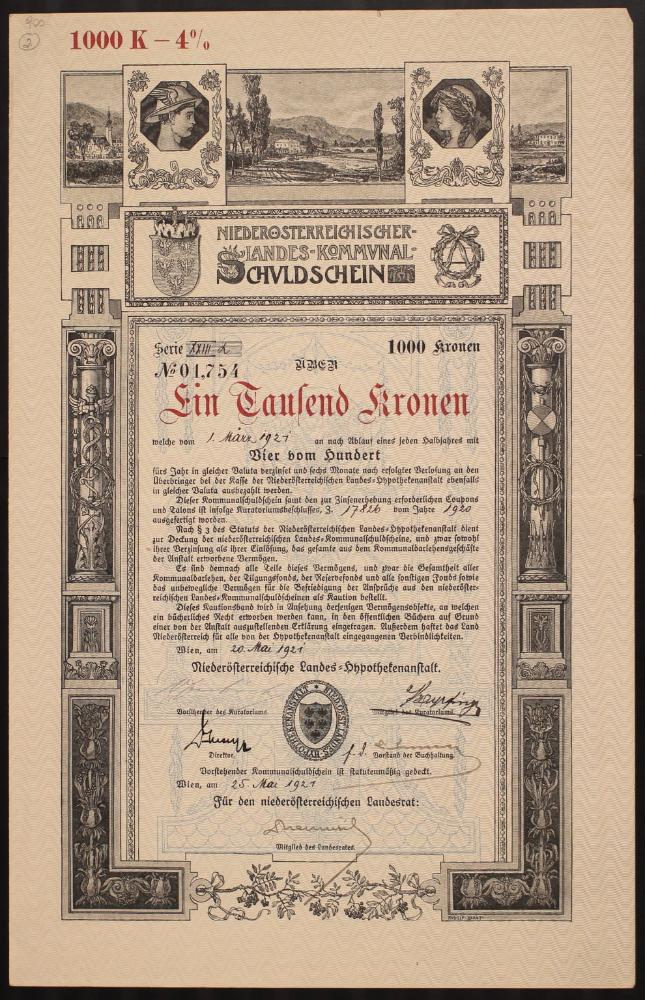 900
2
1000 K – 4%
NIEDERÖSTERREICHISCHER-
LANDES-KOMMVNAL-
SCHVLDSCHEIN
Serie XXIII
1000 Kronen
№ 01,754
ÜBER
Ein Tausend Kronen
welche vom 1. März 1921 an nach Ablauf eines jeden Halbjahres mit
Vier vom Hundert
fürs Jahr in gleicher Valuta verzinset und sechs Monate nach erfolgter Verlosung an den
Überbringer bei der Kasse der Niederösterreichischen Landes-Hypothekenanstalt ebenfalls
in gleicher Valuta ausbezahlt werden.
Dieser Kommunalschuldschein samt den zur Zinsenerhebung erforderlichen Coupons
und Talons ist infolge Kuratoriumsbeschlusses, Z. 17826 vom Jahre 1920
ausgefertigt worden.
Nach § 3 des Statuts der Niederösterreichischen Landes-Hypothekenanstalt dient
zur Deckung der niederösterreichischen Landes-Kommunalschuldscheine, und zwar sowohl
ihrer Verzinsung als ihrer Einlösung, das gesamte aus dem Kommunaldarlehensgeschäfte
der Anstalt erworbene Vermögen.
Es sind demnach alle Teile dieses Vermögens, und zwar die Gesamtheit aller
Kommunaldarlehen, der Tilgungsfonds, der Reservefonds und alle sonstigen Fonds sowie
das unbewegliche Vermögen für die Befriedigung der Ansprüche aus den niederöster-
reichischen Landes-Kommunalschuldscheinen als Kaution bestellt.
Dieses Kautionsband wird in Ansehung derjenigen Vermögensobjekte, an welchen
ein bücherliches Recht erworben werden kann, in den öffentlichen Büchern auf Grund
einer von der Anstalt auszustellenden Erklärung eingetragen. Außerdem haftet das Land
Niederösterreich für alle von der Hypothekenanstalt eingegangenen Verbindlichkeiten.
Wien, am 20. Mai 1921
Niederösterreichische Landes-Hypothekenanstalt.
Vorsitzender des Kuratoriums.
Mitglied des Kuratoriums.
NIEDERÖST. LANDES-HYPOTHEKENANSTALT
Direktor.
Vorstand der Buchhaltung.
Vorstehender Kommunalschuldschein ist statutenmäßig gedeckt.
Wien, am 25. Mai 1921
Für den niederösterreichischen Landesrat:
Mitglied des Landesrates.